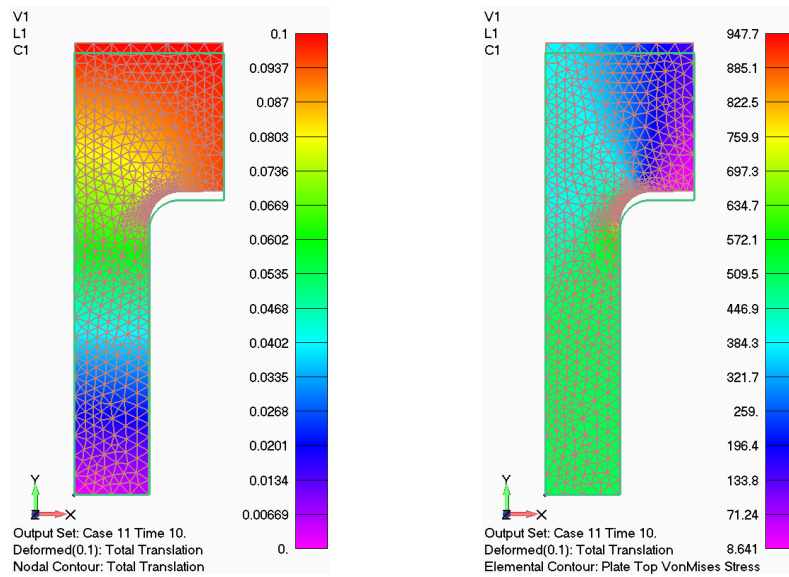 V1
L1
C1
0.1
0.0937
0.087
0.0803
0.0736
0.0669
0.0602
0.0535
0.0468
0.0402
0.0335
0.0268
0.0201
0.0134
0.00669
0.
Y
Z X
Output Set: Case 11 Time 10.
Deformed(0.1): Total Translation
Nodal Contour: Total Translation
V1
L1
C1
947.7
885.1
822.5
759.9
697.3
634.7
572.1
509.5
446.9
384.3
321.7
259.
196.4
133.8
71.24
8.641
Y
Z X
Output Set: Case 11 Time 10.
Deformed(0.1): Total Translation
Elemental Contour: Plate Top VonMises Stress